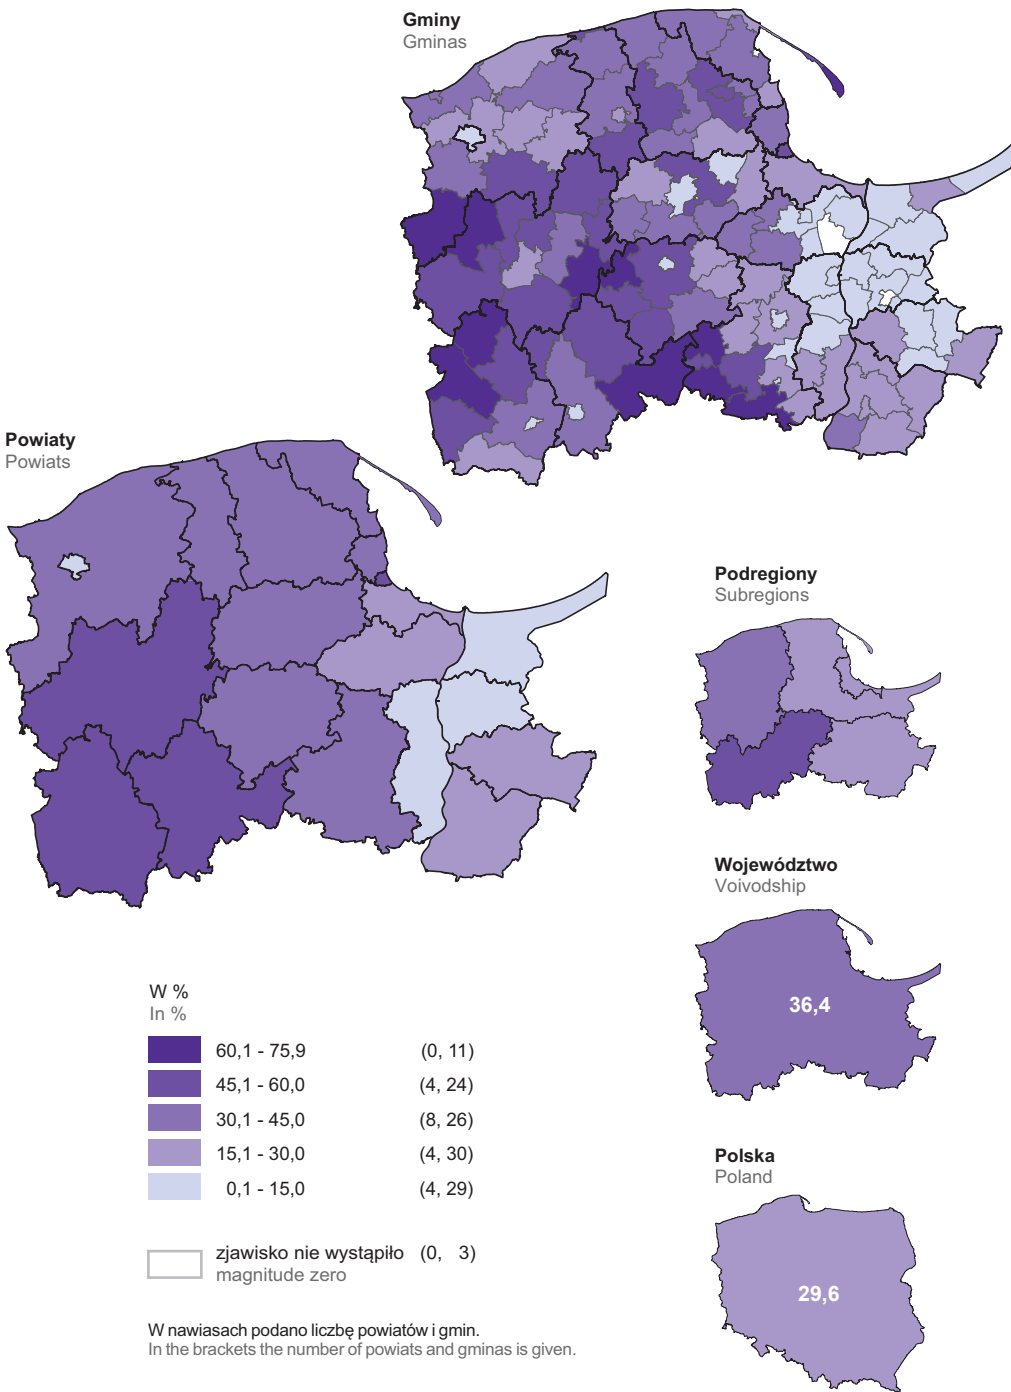 Gminy
Gminas
Powiaty
Powiats
Podregiony
Subregions
Województwo
Voivodship
36,4
W %
In %
60,1 - 75,9 (0, 11)
45,1 - 60,0 (4, 24)
30,1 - 45,0 (8, 26)
15,1 - 30,0 (4, 30)
0,1 - 15,0 (4, 29)
zjawisko nie wystąpiło (0, 3)
magnitude zero
Polska
Poland
29,6
W nawiasach podano liczbę powiatów i gmin.
In the brackets the number of powiats and gminas is given.